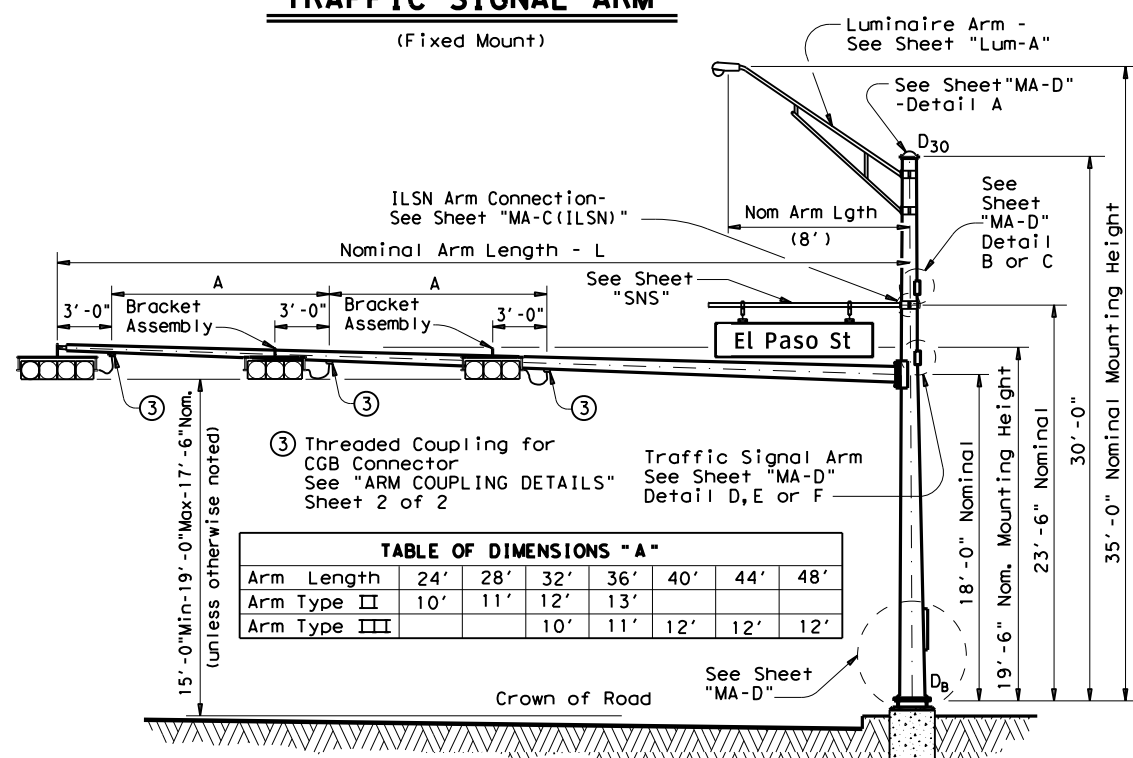 TRAFFIC SIGNAL ARM
(Fixed Mount)
Luminaire Arm -
See Sheet "Lum-A"
See Sheet"MA-D"
-Detail A
D30
ILSN Arm Connection-
See Sheet "MA-C(ILSN)"
Nom Arm Lgth
(8')
See
Sheet
"MA-D"
Detail
B or C
Nominal Arm Length - L
A
A
See Sheet
"SNS"
3'-0"
Bracket
Assembly
3'-0"
Bracket
Assembly
3'-0"
El Paso St
3
3
3
3 Threaded Coupling for
CGB Connector
See "ARM COUPLING DETAILS"
Sheet 2 of 2
Traffic Signal Arm
See Sheet "MA-D"
Detail D,E or F
15'-0"Min-19'-0"Max-17'-6"Nom.
(unless otherwise noted)
18'-0" Nominal
19'-6" Nom. Mounting Height
23'-6" Nominal
30'-0"
35'-0" Nominal Mounting Height
TABLE OF DIMENSIONS "A"
Arm Length 24' 28' 32' 36' 40' 44' 48'
Arm Type II 10' 11' 12' 13'
Arm Type III 10' 11' 12' 12' 12'
See Sheet
"MA-D"
DB
Crown of Road